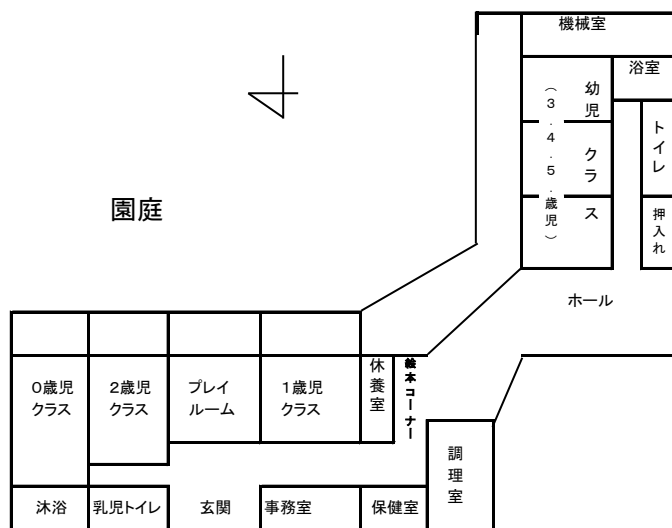 機械室
浴室
幼児
クラス
(3.4.5.歳児)
トイレ
押入れ
園庭
ホール
0歳児
クラス
2歳児
クラス
プレイ
ルーム
1歳児
クラス
休養室
絵本コーナー
調理室
沐浴
乳児トイレ
玄関
事務室
保健室